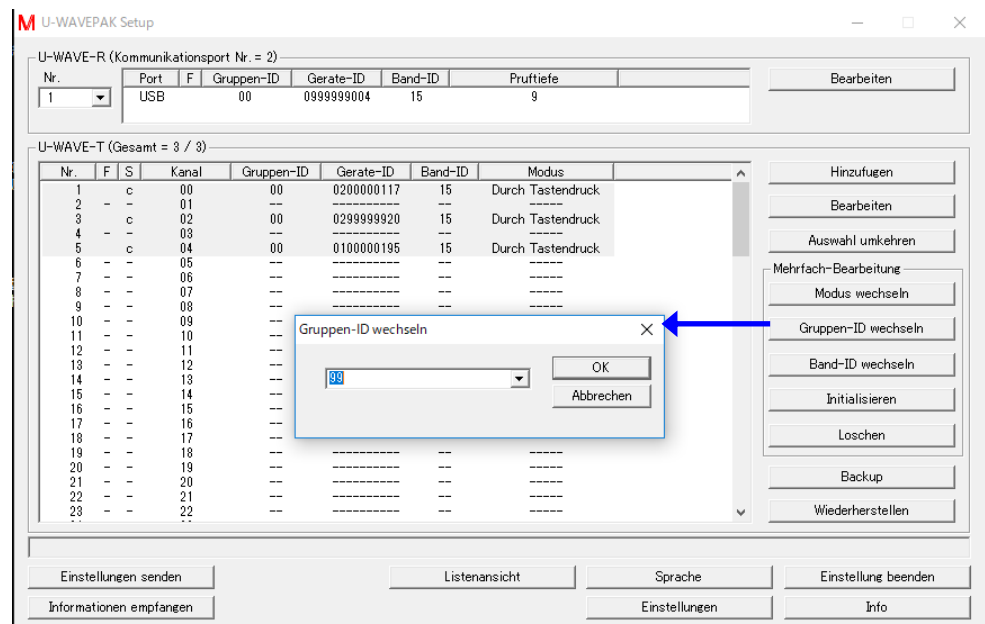 M U-WAVEPAK Setup
U-WAVE-R (Kommunikationsport Nr. = 2)
Nr. Port F Gruppen-ID Gerate-ID Band-ID Pruftiefe Bearbeiten
1 USB 00 0999999004 15 9
U-WAVE-T (Gesamt = 3 / 3)
Nr. F S Kanal Gruppen-ID Gerate-ID Band-ID Modus Hinzufugen
1 c 00 00 0200000117 15 Durch Tastendruck
2 - - 01 -- ---------- -- -----
Bearbeiten
3 c 02 00 0299999920 15 Durch Tastendruck
4 - - 03 -- ---------- -- -----
Auswahl umkehren
5 c 04 00 0100000195 15 Durch Tastendruck
6 - - 05 -- ---------- -- -----
Mehrfach-Bearbeitung
7 - - 06 -- ---------- -- -----
8 - - 07 -- ---------- -- -----
Modus wechseln
9 - - 08 -- ---------- -- -----
10 - - 09 --
Gruppen-ID wechseln
Gruppen-ID wechseln
11 - - 10 --
12 - - 11 --
Band-ID wechseln
13 - - 12 --
OK
14 - - 13 --
99
15 - - 14 --
Abbrechen
Initialisieren
16 - - 15 --
17 - - 16 --
18 - - 17 --
Loschen
19 - - 18 -- ---------- -- -----
20 - - 19 -- ---------- -- -----
21 - - 20 -- ---------- -- -----
Backup
22 - - 21 -- ---------- -- -----
23 - - 22 -- ---------- -- -----
Wiederherstellen
Einstellungen senden Listenansicht Sprache Einstellung beenden
Informationen empfangen Einstellungen Info